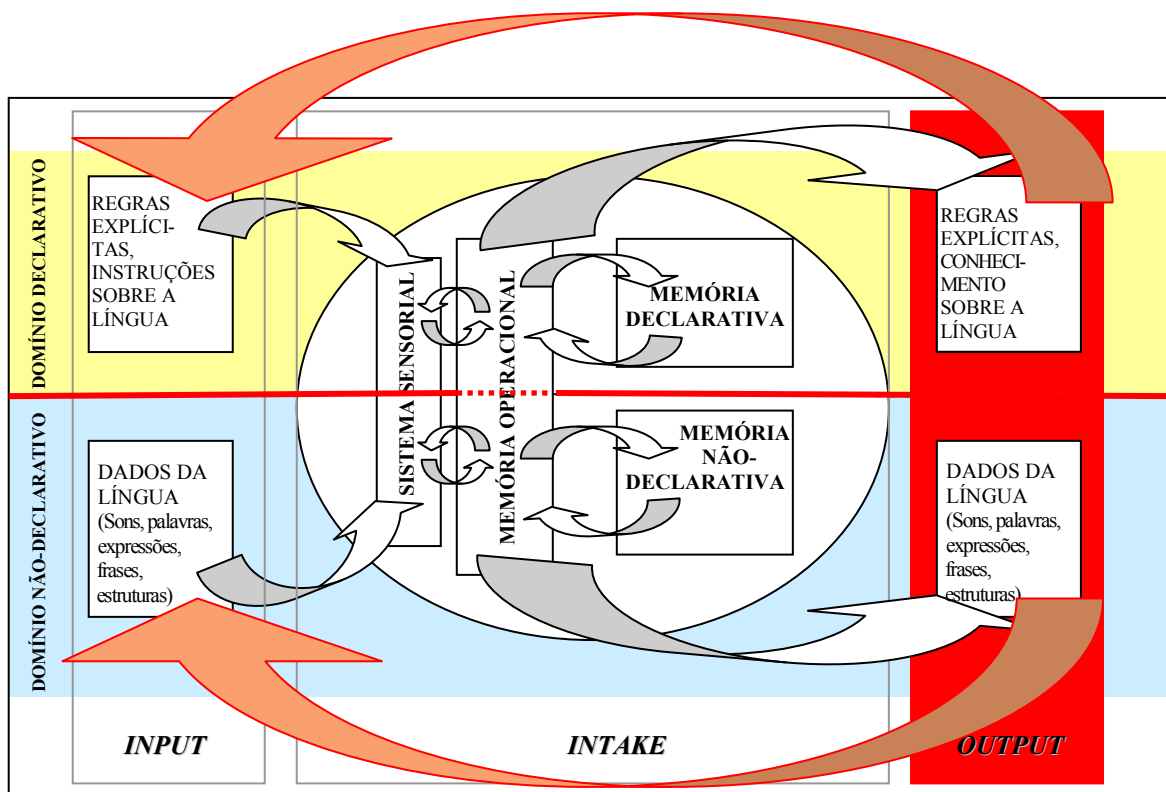 DOMÍNIO DECLARATIVO
REGRAS
EXPLÍCI-
TAS,
INSTRUÇÕES
SOBRE A
LÍNGUA
SISTEMA SENSORIAL
MEMÓRIA OPERACIONAL
MEMÓRIA
DECLARATIVA
REGRAS
EXPLÍCITAS,
CONHECI-
MENTO
SOBRE A
LÍNGUA
DOMÍNIO NÃO-DECLARATIVO
DADOS DA
LÍNGUA
(Sons, palavras,
expressões,
frases,
estruturas)
MEMÓRIA
NÃO-
DECLARATIVA
DADOS DA
LÍNGUA
(Sons, palavras,
expressões,
frases,
estruturas)
INPUT
INTAKE
OUTPUT